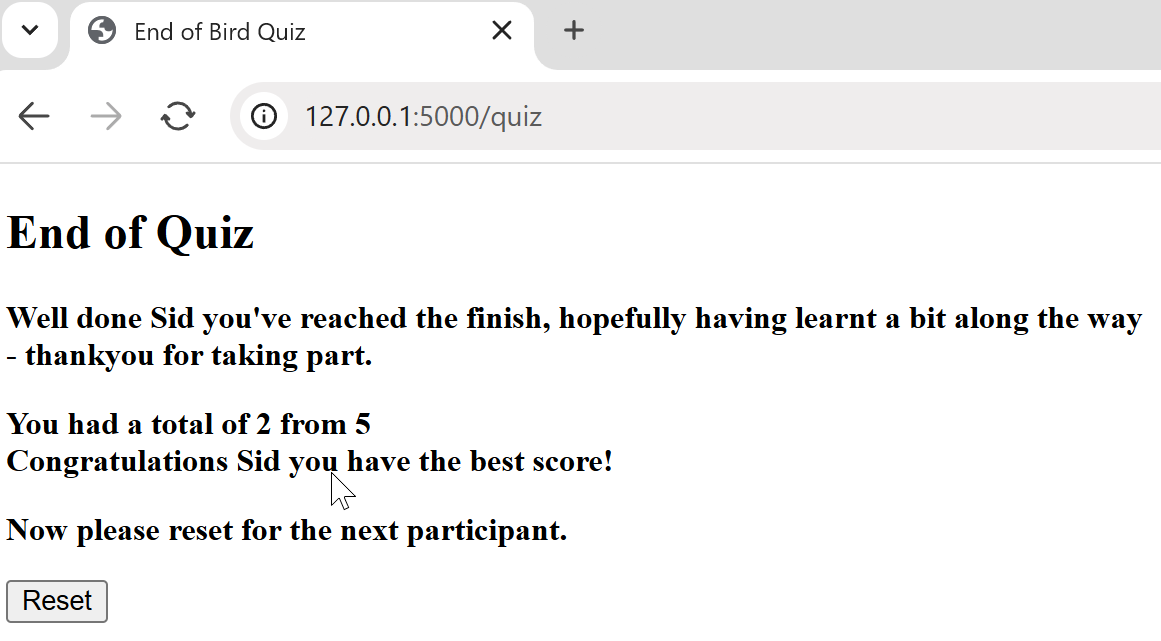 End of Bird Quiz
127.0.0.1:5000/quiz
End of Quiz
Well done Sid you've reached the finish, hopefully having learnt a bit along the way
- thankyou for taking part.
You had a total of 2 from 5
Congratulations Sid you have the best score!
Now please reset for the next participant.
Reset